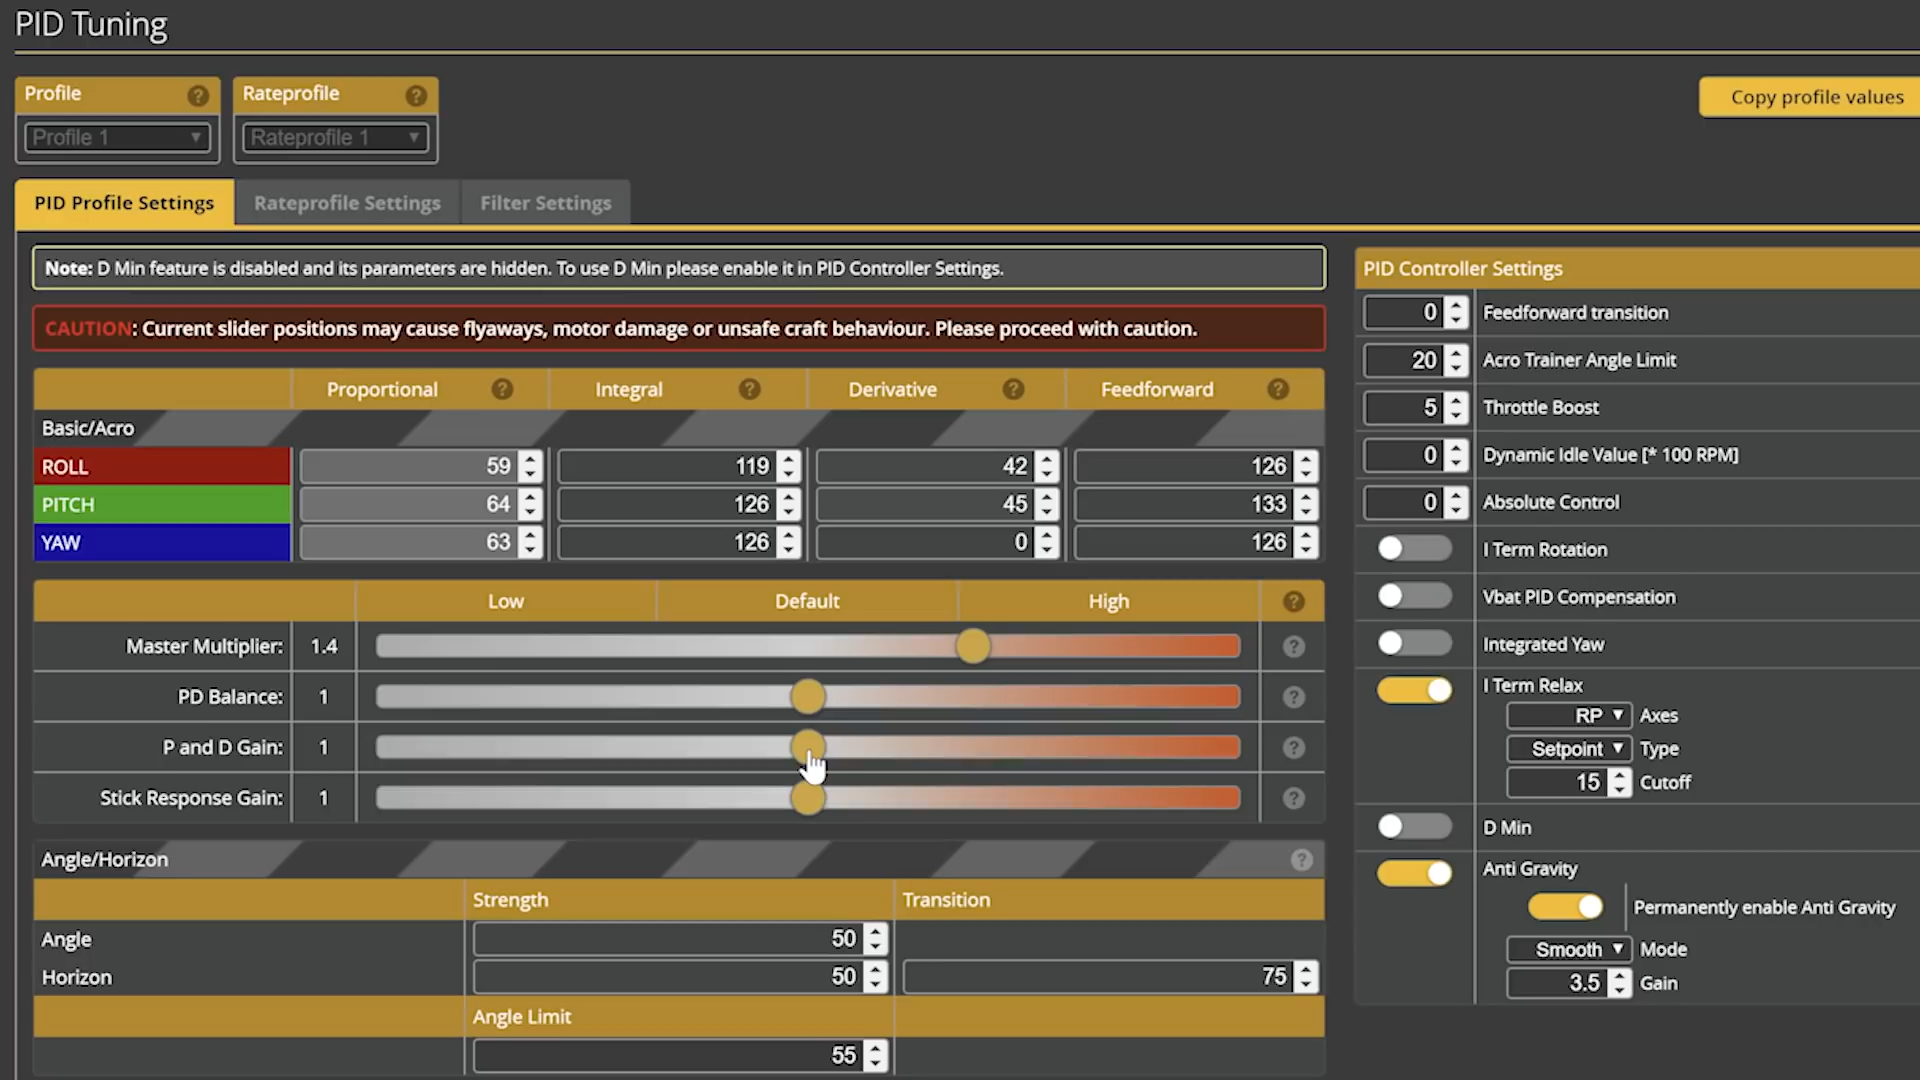 PID Tuning
Profile ?
Rateprofile ?
Copy profile values
Profile 1
Rateprofile 1
PID Profile Settings
Rateprofile Settings
Filter Settings
Note: D Min feature is disabled and its parameters are hidden. To use D Min please enable it in PID Controller Settings.
CAUTION: Current slider positions may cause flyaways, motor damage or unsafe craft behaviour. Please proceed with caution.
Proportional ? Integral ? Derivative ? Feedforward ?
Basic/Acro
ROLL 59 119 42 126
PITCH 64 126 45 133
YAW 63 126 0 126
Low Default High ?
Master Multiplier: 1.4 ?
PD Balance: 1 ?
P and D Gain: 1 ?
Stick Response Gain: 1 ?
Angle/Horizon ?
Strength Transition
Angle 50
Horizon 50 75
Angle Limit
55
PID Controller Settings
0 Feedforward transition
20 Acro Trainer Angle Limit
5 Throttle Boost
0 Dynamic Idle Value [* 100 RPM]
0 Absolute Control
I Term Rotation
Vbat PID Compensation
Integrated Yaw
I Term Relax
RP Axes
Setpoint Type
15 Cutoff
D Min
Anti Gravity
Permanently enable Anti Gravity
Smooth Mode
3.5 Gain